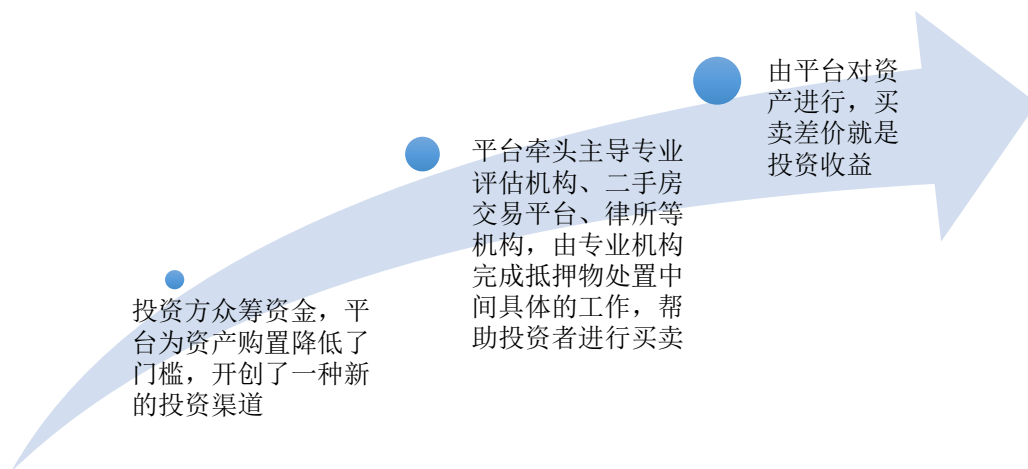 投资方众筹资金，平
台为资产购置降低了
门槛，开创了一种新
的投资渠道
平台牵头主导专业
评估机构、二手房
交易平台、律所等
机构，由专业机构
完成抵押物处置中
间具体的工作，帮
助投资者进行买卖
由平台对资
产进行，买
卖差价就是
投资收益